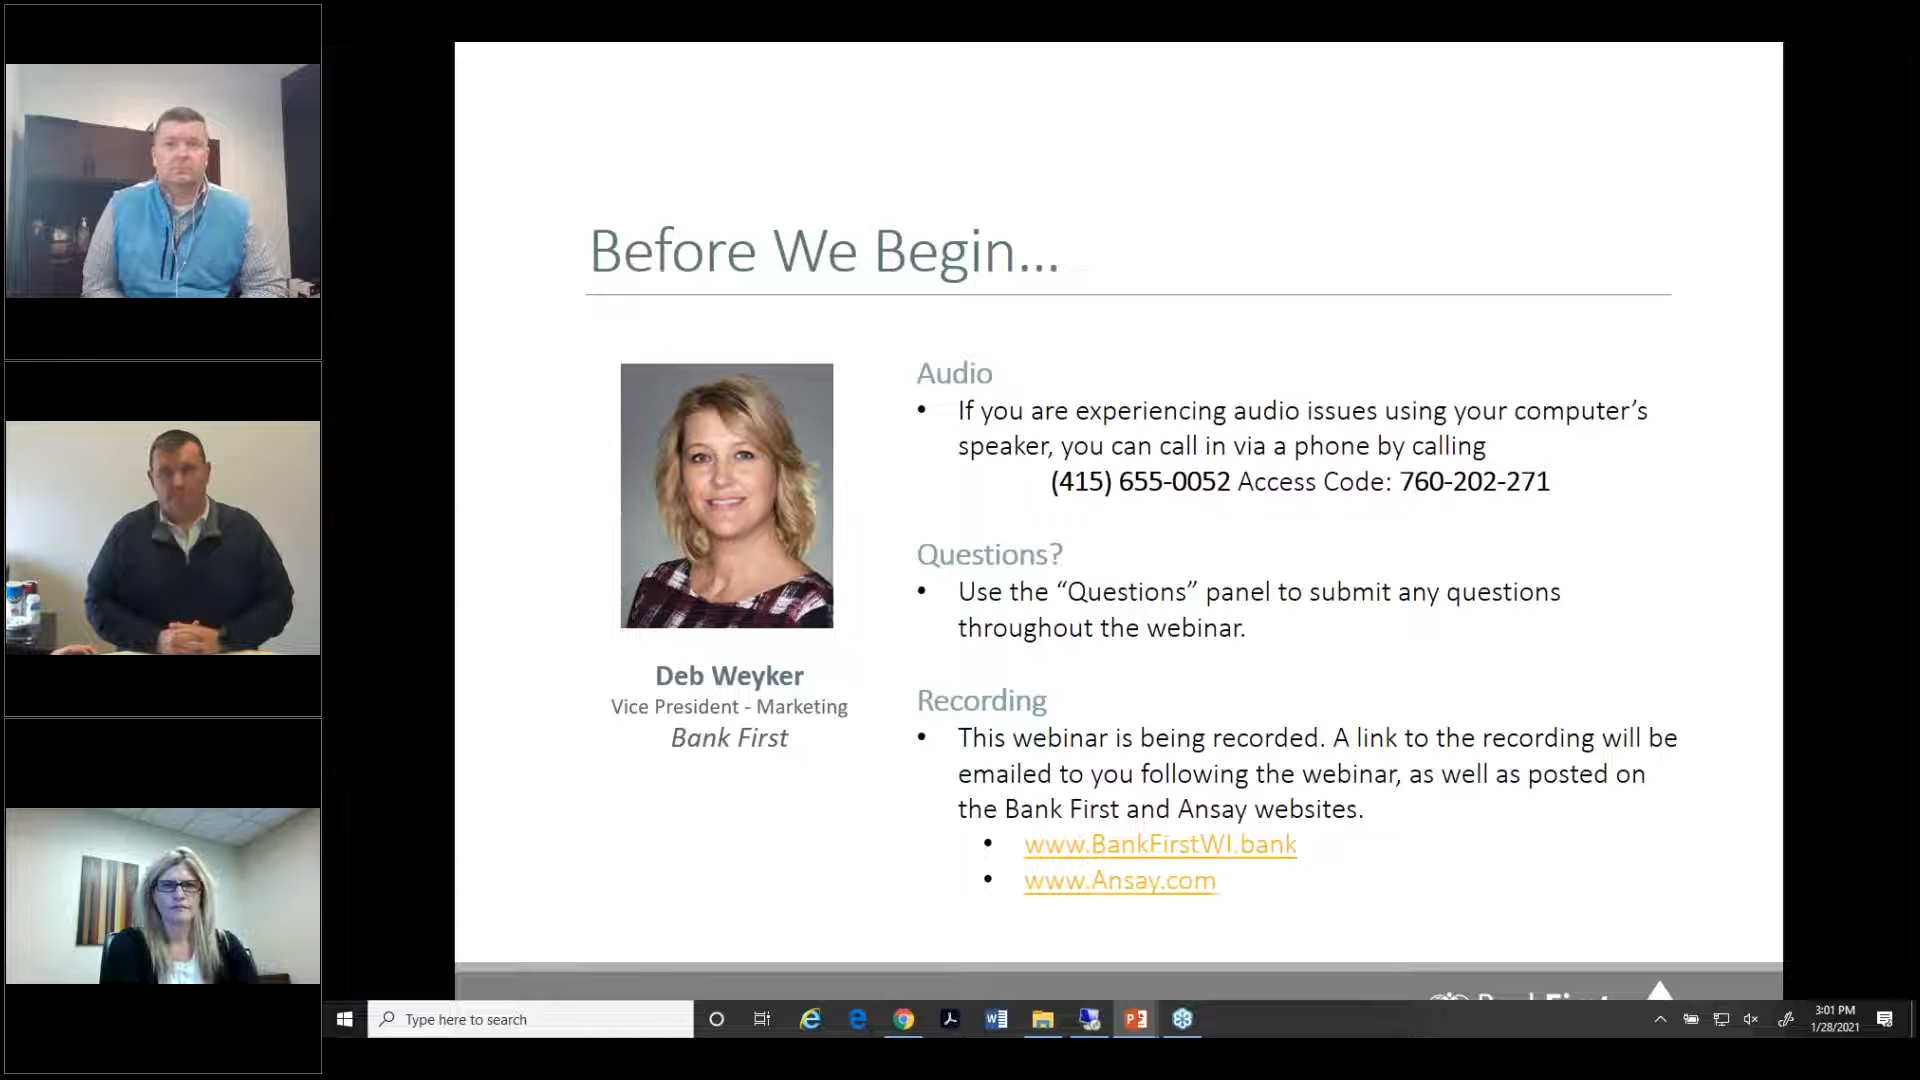 Before We Begin...
Audio
• If you are experiencing audio issues using your computer’s
speaker, you can call in via a phone by calling
(415) 655-0052 Access Code: 760-202-271
Questions?
• Use the “Questions” panel to submit any questions
throughout the webinar.
Deb Weyker
Vice President - Marketing
Bank First
Recording
• This webinar is being recorded. A link to the recording will be
emailed to you following the webinar, as well as posted on
the Bank First and Ansay websites.
• www.BankFirstWI.bank
• www.Ansay.com
Type here to search
3:01 PM
1/28/2021